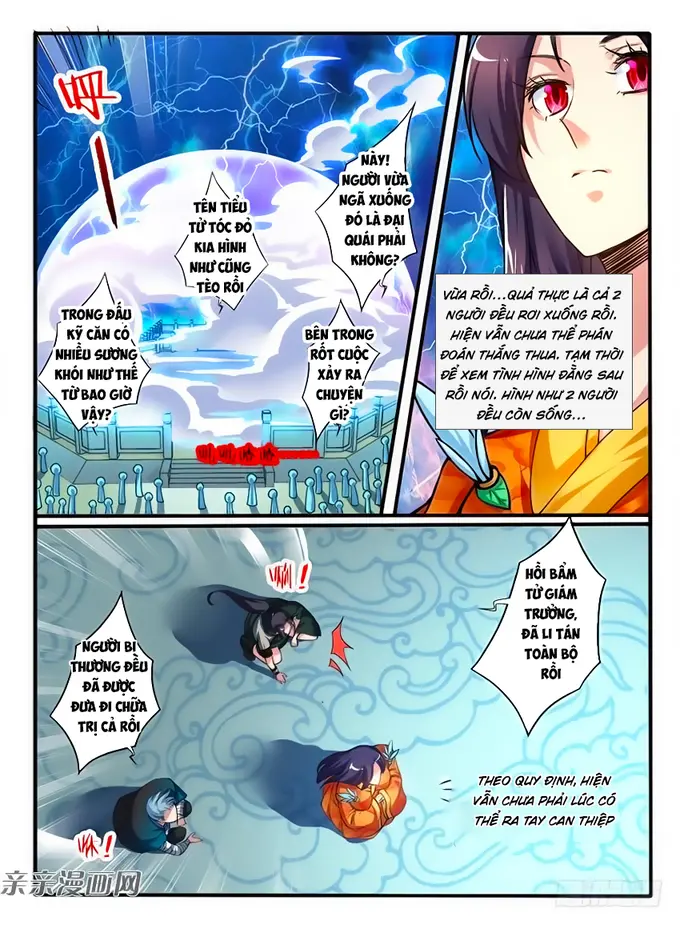 呼
NÀY!
NGƯỜI VỪA
NGÃ XUỐNG
ĐÓ LÀ ĐẠI
QUÁI PHẢI
KHÔNG?
TÊN TIỂU
TỬ TÓC ĐỎ
KIA HÌNH
NHƯ CŨNG
TÈO RỒI
TRONG ĐẤU
KỸ CĂN CÓ
NHIỀU SƯƠNG
KHÓI NHƯ THẾ
TỪ BAO GIỜ
VẬY?
BÊN TRONG
RỐT CUỘC
XẢY RA
CHUYỆN
GÌ?
VỪA RỒI...QUẢ THỰC LÀ CẢ 2
NGƯỜI ĐỀU RƠI XUỐNG RỒI,
HIỆN VẪN CHƯA THỂ PHÁN
ĐOÁN THẮNG THUA. TẠM THỜI
ĐỂ XEM TÌNH HÌNH ĐẰNG SAU
RỒI NÓI. HÌNH NHƯ 2 NGƯỜI
ĐỀU CÒN SỐNG...
HỒI BẨM
TỬ GIÁM
TRƯỞNG,
ĐÃ LI TÁN
TOÀN BỘ
RỒI
NGƯỜI BỊ
THƯƠNG ĐỀU
ĐÃ ĐƯỢC
ĐƯA ĐI CHỮA
TRỊ CẢ RỒI
THEO QUY ĐỊNH, HIỆN
VẪN CHƯA PHẢI LÚC CÓ
THỂ RA TAY CAN THIỆP
亲亲漫画网